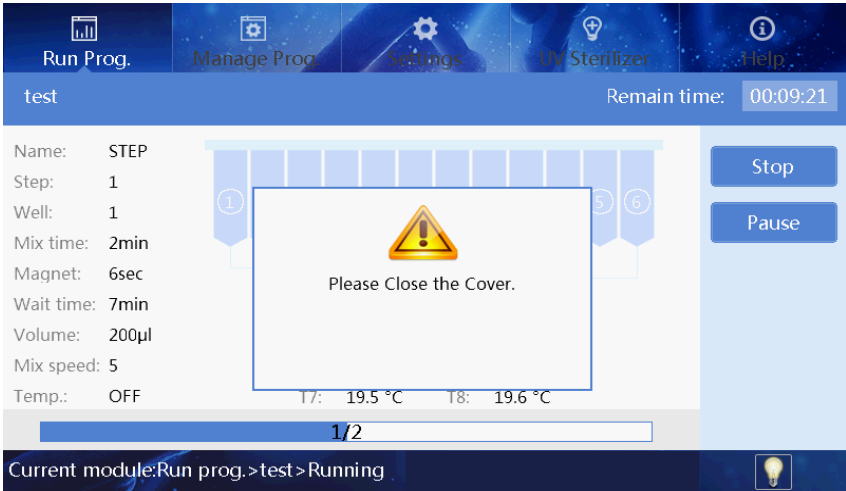 Run Prog.
Manage Prog.
Settings
UV Sterilizer
Help
test
Remain time: 00:09:21
Name: STEP
Step: 1
Well: 1
Mix time: 2min
Magnet: 6sec
Wait time: 7min
Volume: 200µl
Mix speed: 5
Temp.: OFF
1
5
6
Please Close the Cover.
T7: 19.5 °C T8: 19.6 °C
Stop
Pause
1/2
Current module:Run prog.>test>Running